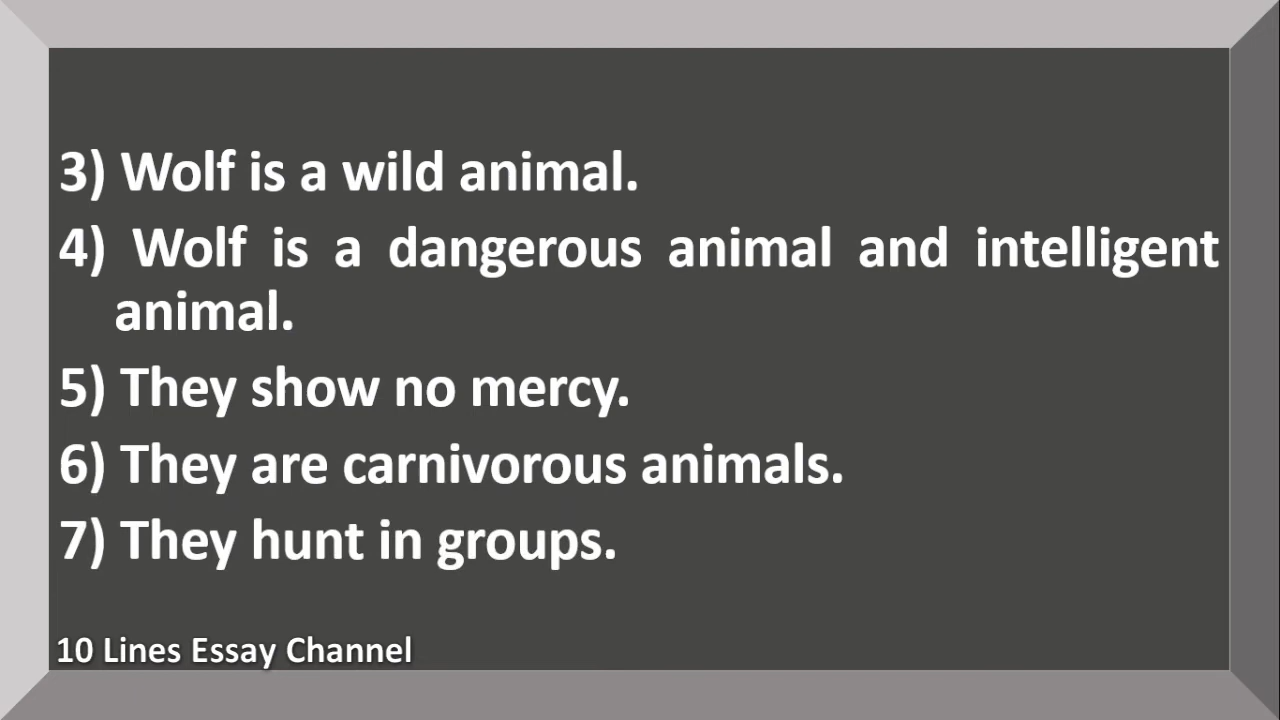 3) Wolf is a wild animal.
4) Wolf is a dangerous animal and intelligent
animal.
5) They show no mercy.
6) They are carnivorous animals.
7) They hunt in groups.
10 Lines Essay Channel